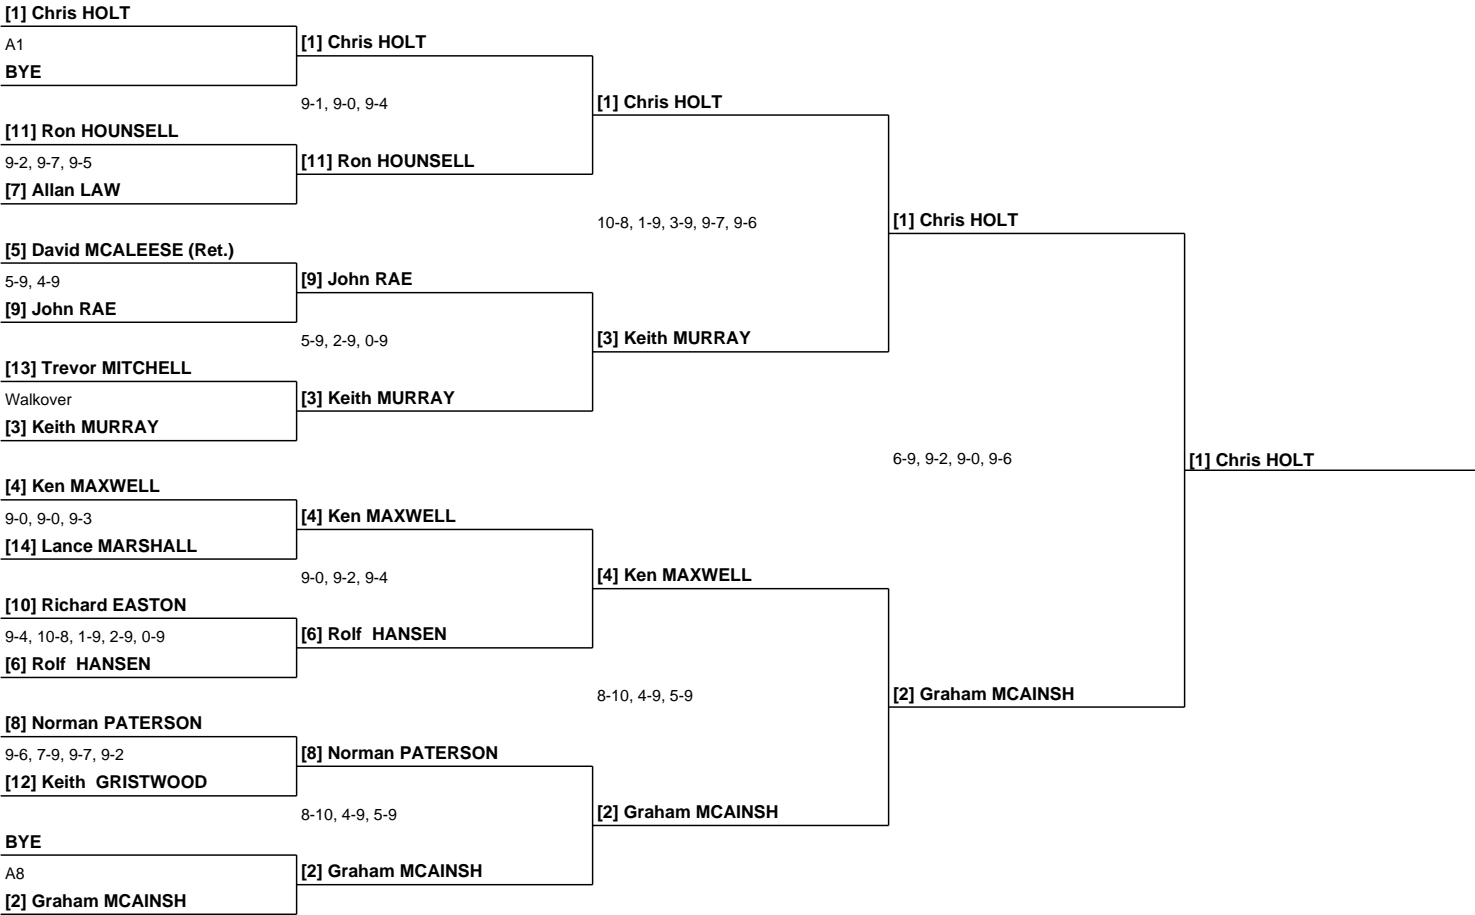 [1] Chris HOLT
A1
BYE
[11] Ron HOUNSELL
9-2, 9-7, 9-5
[7] Allan LAW
[5] David MCALEESE (Ret.)
5-9, 4-9
[9] John RAE
[13] Trevor MITCHELL
Walkover
[3] Keith MURRAY
[4] Ken MAXWELL
9-0, 9-0, 9-3
[14] Lance MARSHALL
[10] Richard EASTON
9-4, 10-8, 1-9, 2-9, 0-9
[6] Rolf  HANSEN
[8] Norman PATERSON
9-6, 7-9, 9-7, 9-2
[12] Keith  GRISTWOOD
BYE
A8
[2] Graham MCAINSH
[1] Chris HOLT
9-1, 9-0, 9-4
[11] Ron HOUNSELL
[9] John RAE
5-9, 2-9, 0-9
[3] Keith MURRAY
[4] Ken MAXWELL
9-0, 9-2, 9-4
[6] Rolf  HANSEN
[8] Norman PATERSON
8-10, 4-9, 5-9
[2] Graham MCAINSH
[1] Chris HOLT
10-8, 1-9, 3-9, 9-7, 9-6
[3] Keith MURRAY
[4] Ken MAXWELL
8-10, 4-9, 5-9
[2] Graham MCAINSH
[1] Chris HOLT
6-9, 9-2, 9-0, 9-6
[2] Graham MCAINSH
[1] Chris HOLT